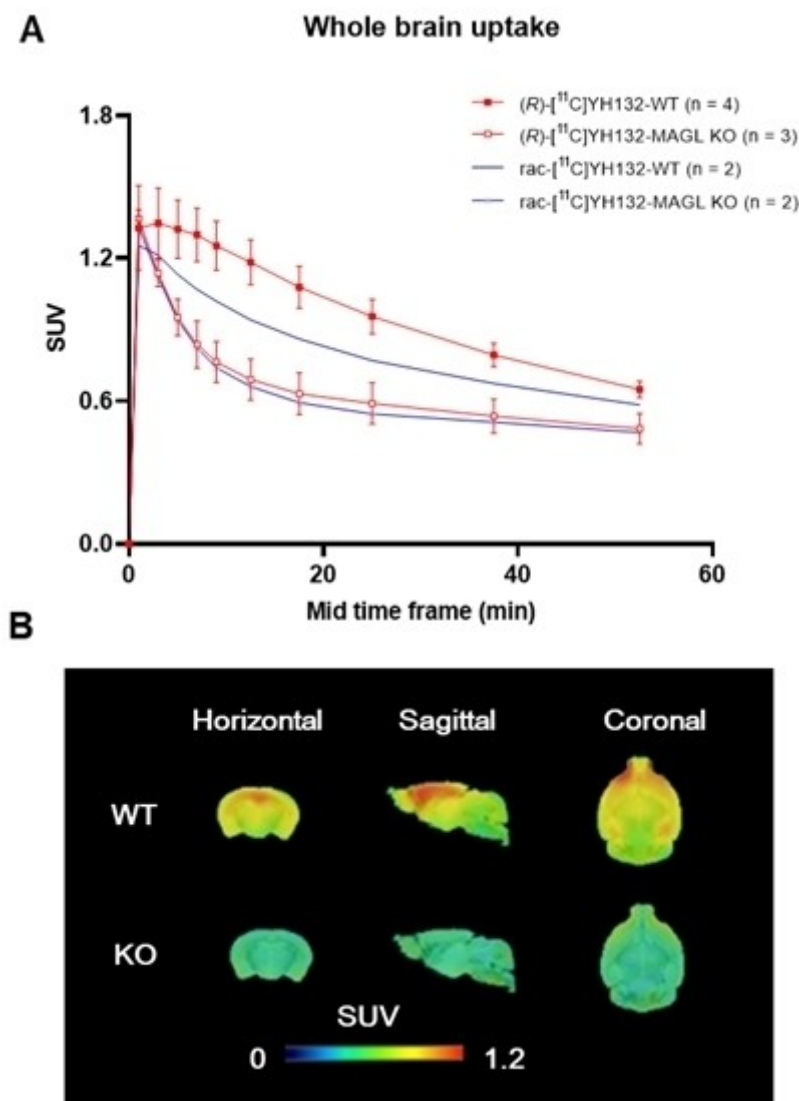 A
Whole brain uptake
(R)-[¹¹C]YH132-WT (n = 4)
(R)-[¹¹C]YH132-MAGL KO (n = 3)
rac-[¹¹C]YH132-WT (n = 2)
rac-[¹¹C]YH132-MAGL KO (n = 2)
1.8
1.2
0.6
0.0
SUV
0 20 40 60
Mid time frame (min)
B
Horizontal Sagittal Coronal
WT
KO
SUV
0 1.2